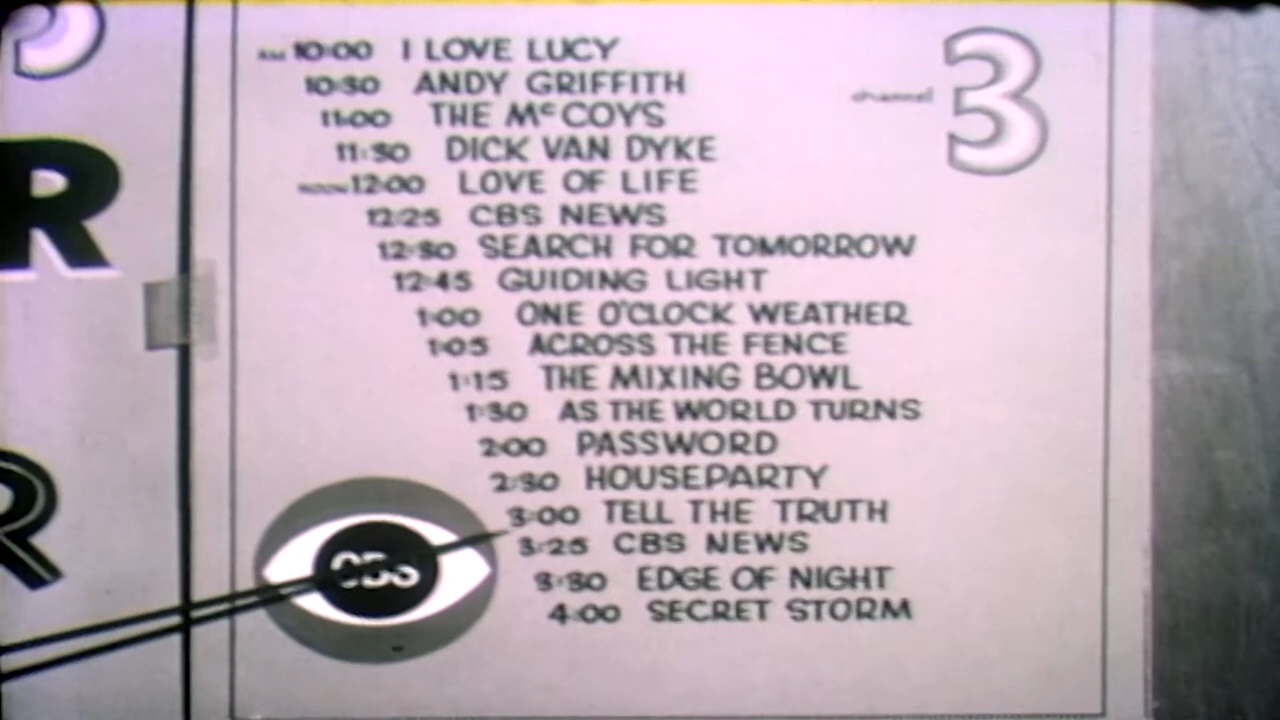 AM 10:00 I LOVE LUCY
10:30 ANDY GRIFFITH
11:00 THE McCOYS
11:30 DICK VAN DYKE
NOON 12:00 LOVE OF LIFE
12:25 CBS NEWS
12:30 SEARCH FOR TOMORROW
12:45 GUIDING LIGHT
1:00 ONE O'CLOCK WEATHER
1:05 ACROSS THE FENCE
1:15 THE MIXING BOWL
1:30 AS THE WORLD TURNS
2:00 PASSWORD
2:30 HOUSEPARTY
3:00 TELL THE TRUTH
3:25 CBS NEWS
3:30 EDGE OF NIGHT
4:00 SECRET STORM
channel 3
CBS
R
R